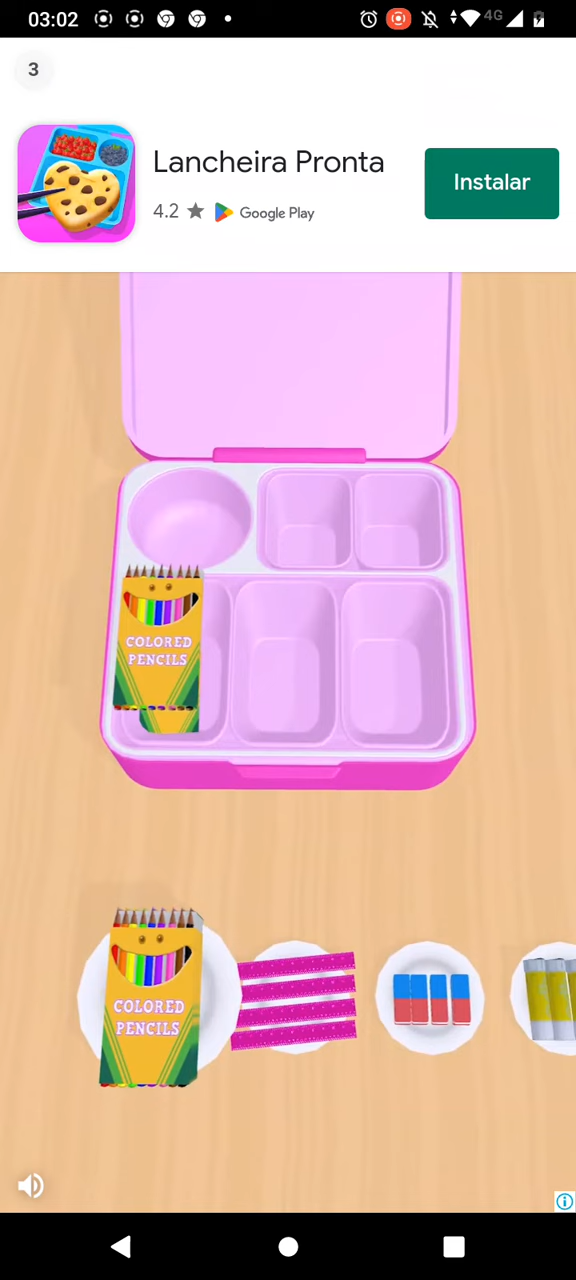 03:02
4G
3
Lancheira Pronta
Instalar
4.2 ★ Google Play
COLORED
PENCILS
COLORED
PENCILS